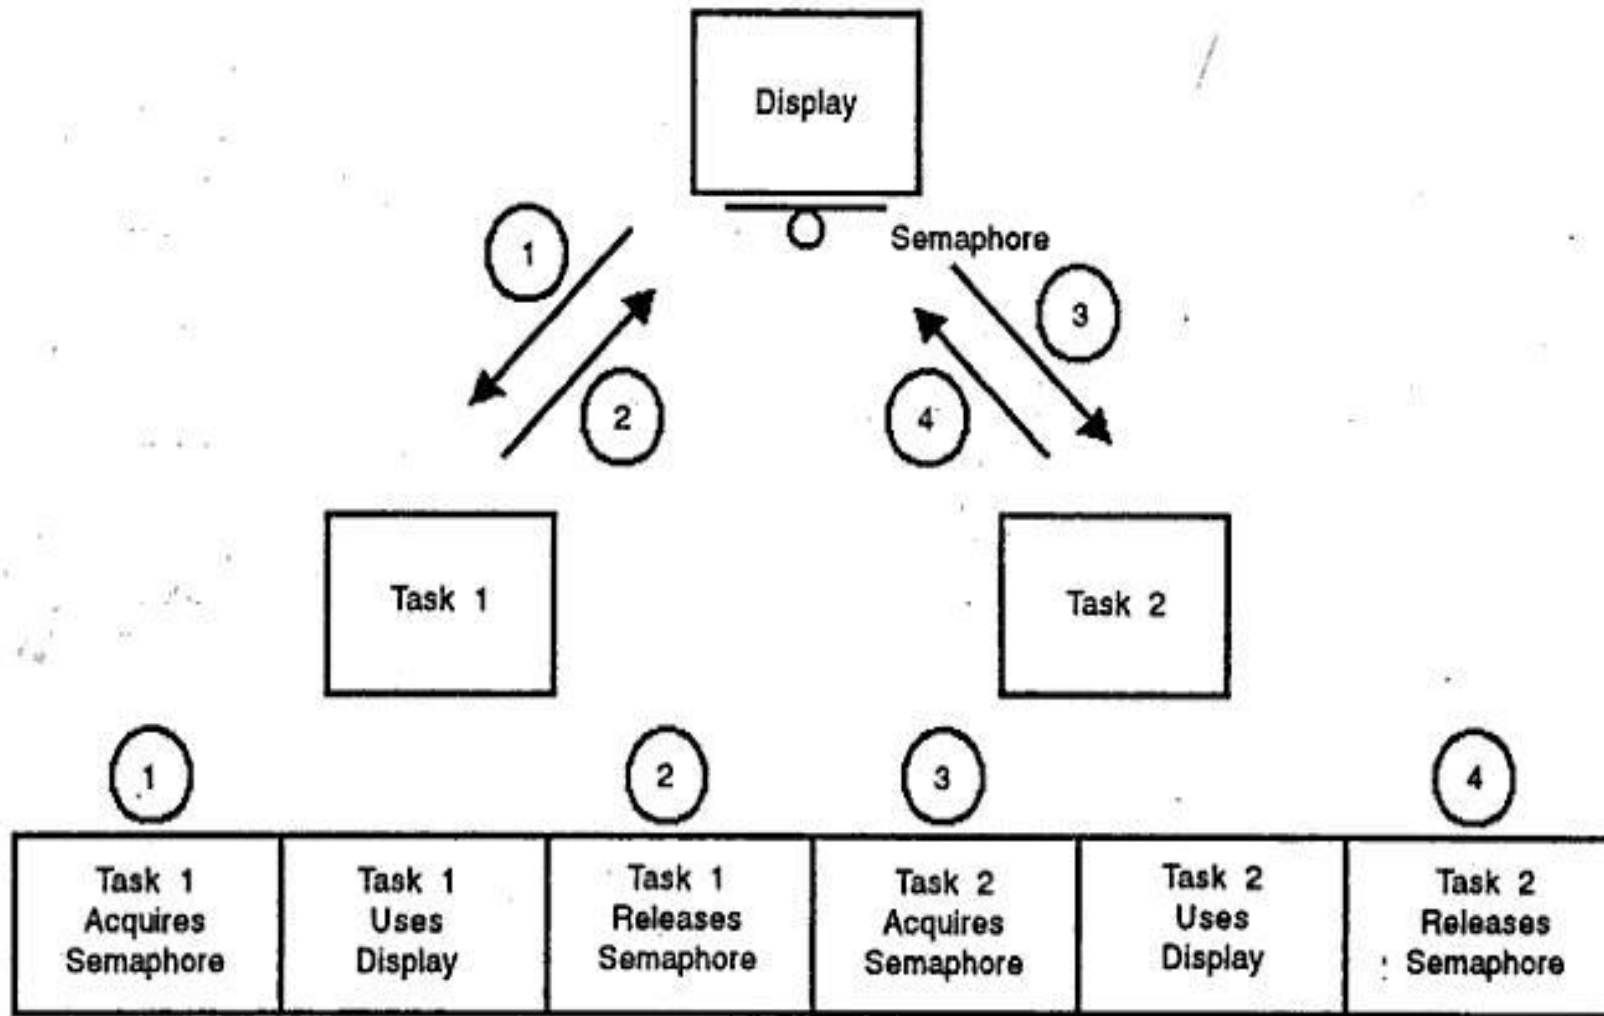 Display
Semaphore
1
3
2
4
Task 1
Task 2
1
2
3
4
Task 1
Acquires
Semaphore
Task 1
Uses
Display
Task 1
Releases
Semaphore
Task 2
Acquires
Semaphore
Task 2
Uses
Display
Task 2
Releases
Semaphore